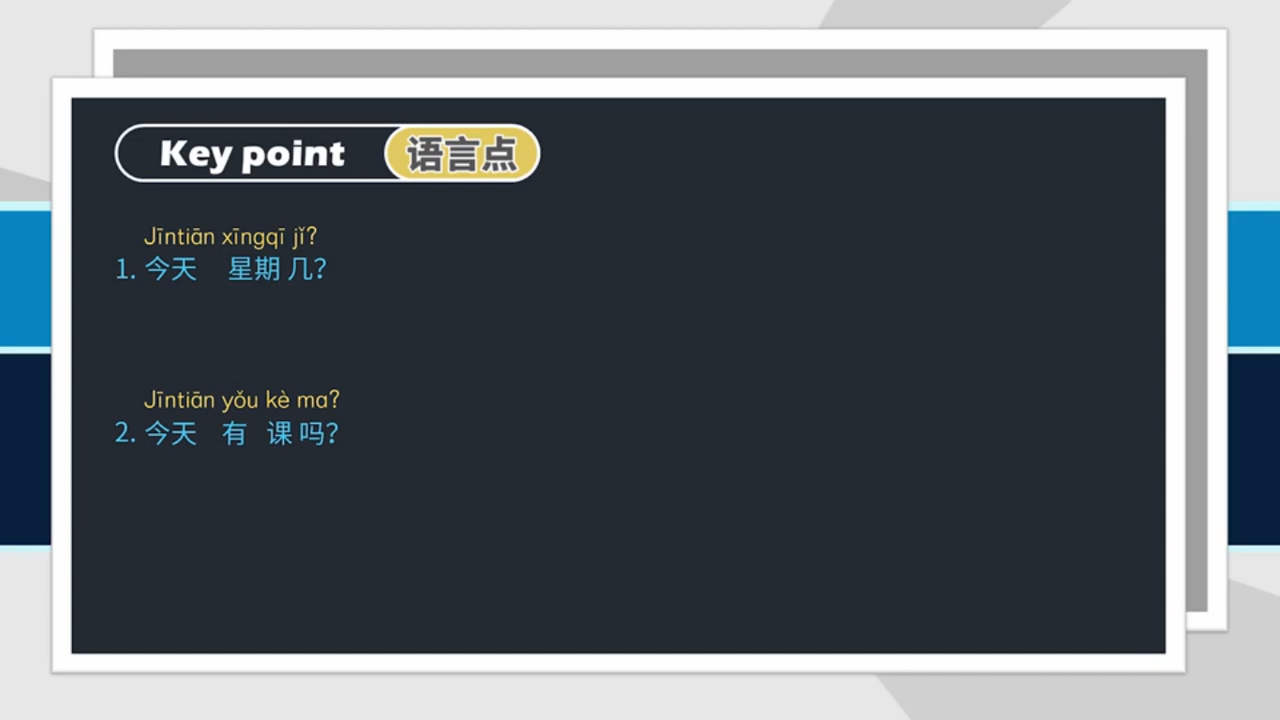 Key point 语言点
Jīntiān xīngqī jǐ?
1. 今天 星期 几?
Jīntiān yǒu kè ma?
2. 今天 有 课 吗?